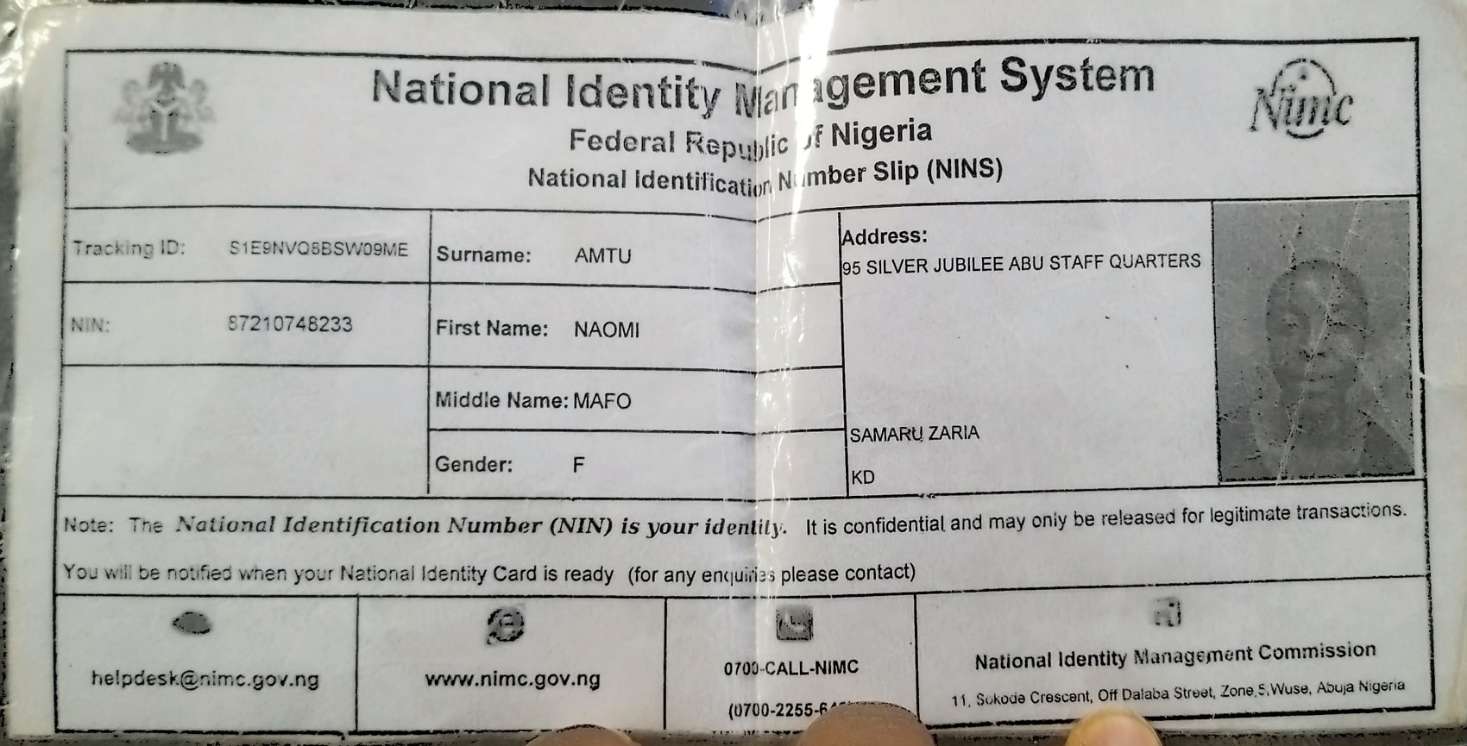 National Identity Management System
Federal Republic of Nigeria
National Identification Number Slip (NINS)
Nimc
Tracking ID: S1E9NVQ5BSW09ME
Surname: AMTU
Address:
95 SILVER JUBILEE ABU STAFF QUARTERS
NIN: 87210748233
First Name: NAOMI
Middle Name: MAFO
SAMARU ZARIA
Gender: F
KD
Note: The National Identification Number (NIN) is your identity. It is confidential and may only be released for legitimate transactions.
You will be notified when your National Identity Card is ready (for any enquiries please contact)
helpdesk@nimc.gov.ng
www.nimc.gov.ng
0700-CALL-NIMC
(0700-2255-
National Identity Management Commission
11, Sokode Crescent, Off Dalaba Street, Zone 5, Wuse, Abuja Nigeria